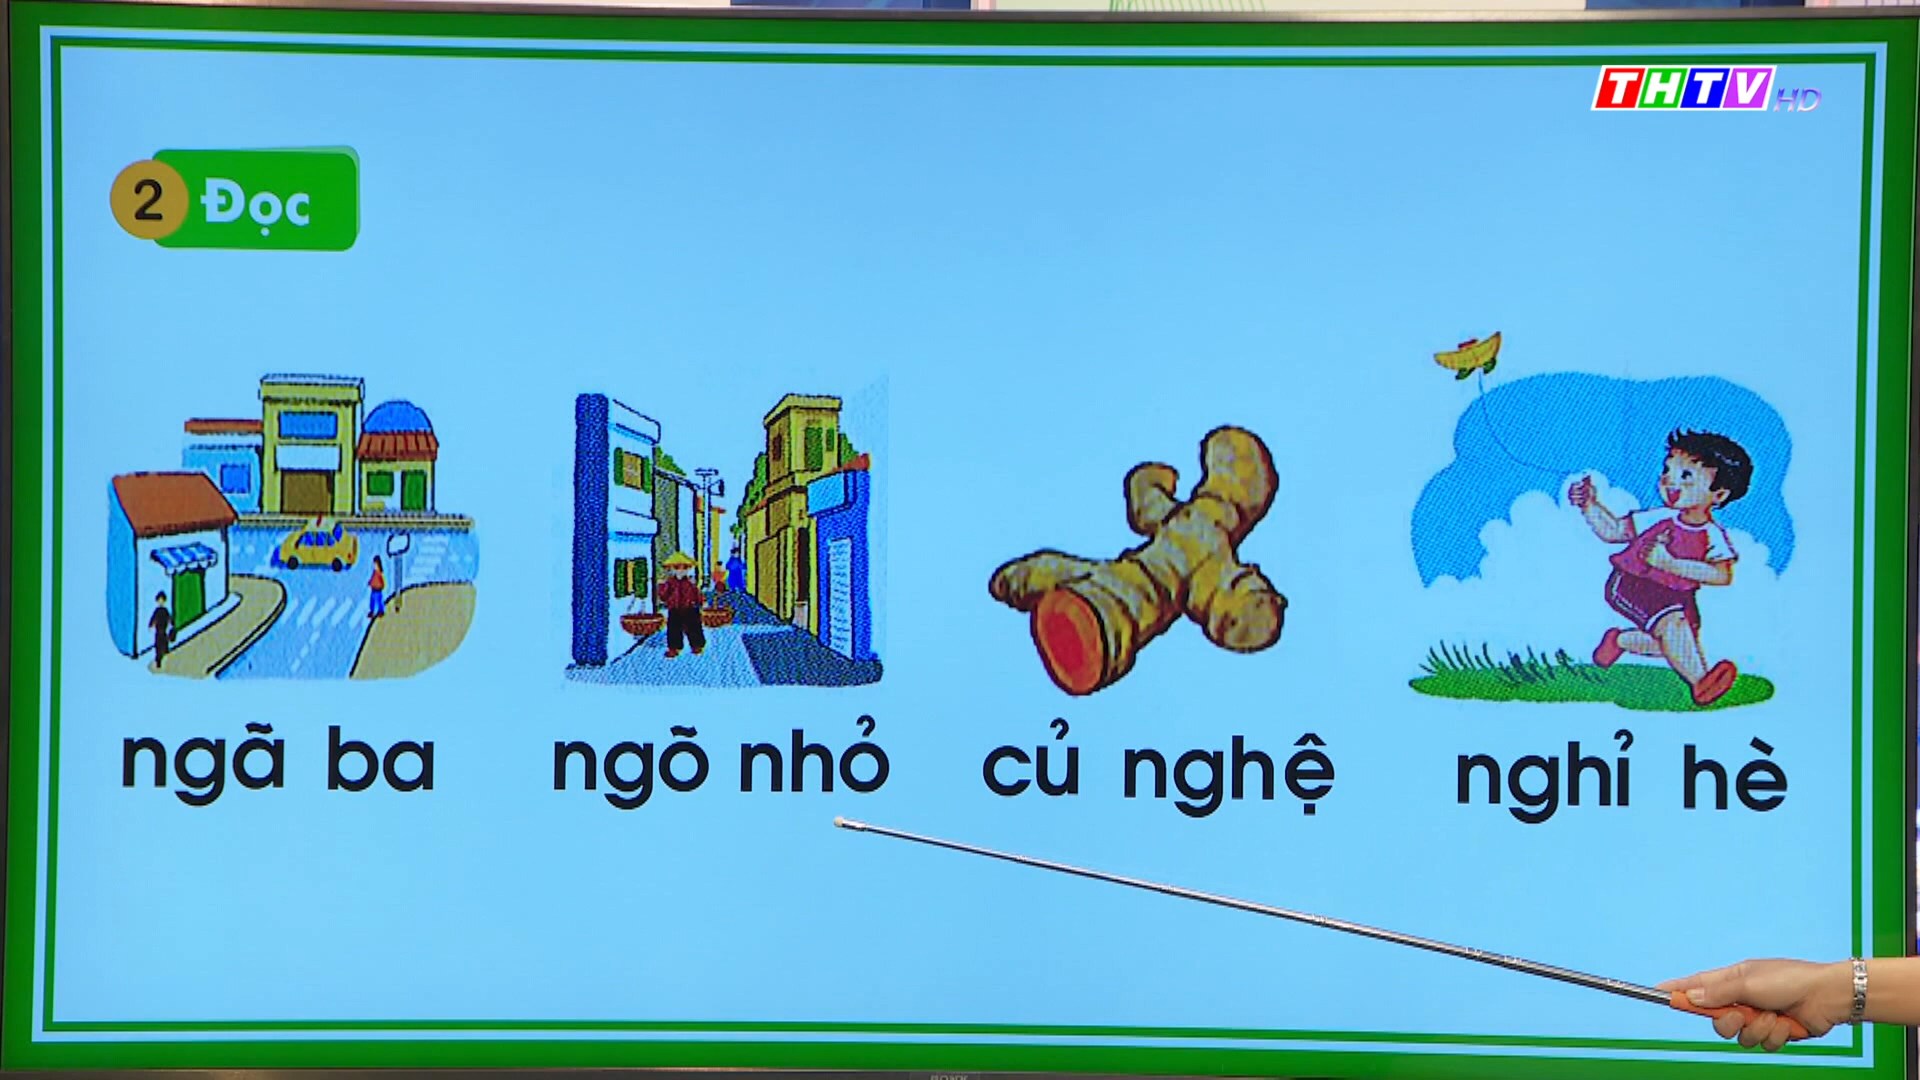 THTV HD
2 Đọc
ngã ba ngõ nhỏ củ nghệ nghỉ hè